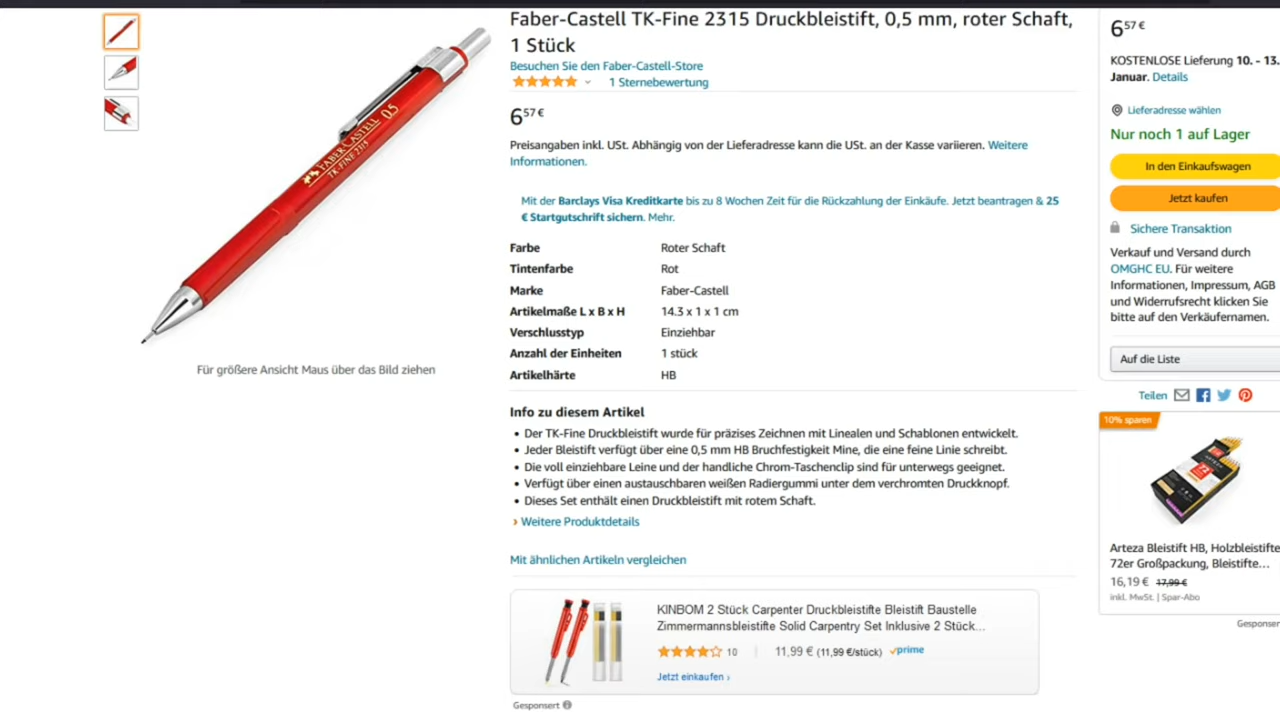 Faber-Castell TK-Fine 2315 Druckbleistift, 0,5 mm, roter Schaft,
1 Stück
Besuchen Sie den Faber-Castell-Store
1 Sternebewertung
6⁵⁷ €
Preisangaben inkl. USt. Abhängig von der Lieferadresse kann die USt. an der Kasse variieren. Weitere
Informationen.
Mit der Barclays Visa Kreditkarte bis zu 8 Wochen Zeit für die Rückzahlung der Einkäufe. Jetzt beantragen & 25
€ Startgutschrift sichern. Mehr.
Farbe Roter Schaft
Tintenfarbe Rot
Marke Faber-Castell
Artikelmaße L x B x H 14.3 x 1 x 1 cm
Verschlusstyp Einziehbar
Anzahl der Einheiten 1 stück
Artikelhärte HB
Info zu diesem Artikel
• Der TK-Fine Druckbleistift wurde für präzises Zeichnen mit Linealen und Schablonen entwickelt.
• Jeder Bleistift verfügt über eine 0,5 mm HB Bruchfestigkeit Mine, die eine feine Linie schreibt.
• Die voll einziehbare Leine und der handliche Chrom-Taschenclip sind für unterwegs geeignet.
• Verfügt über einen austauschbaren weißen Radiergummi unter dem verchromten Druckknopf.
• Dieses Set enthält einen Druckbleistift mit rotem Schaft.
› Weitere Produktdetails
Mit ähnlichen Artikeln vergleichen
KINBOM 2 Stück Carpenter Druckbleistifte Bleistift Baustelle
Zimmermannsbleistifte Solid Carpentry Set Inklusive 2 Stück...
10 | 11,99 € (11,99 €/stück) prime
Jetzt einkaufen ›
Gesponsert
FABER CASTELL 0.5
TK-FINE 2315
Für größere Ansicht Maus über das Bild ziehen
6⁵⁷ €
KOSTENLOSE Lieferung 10. - 13.
Januar. Details
Lieferadresse wählen
Nur noch 1 auf Lager
In den Einkaufswagen
Jetzt kaufen
Sichere Transaktion
Verkauf und Versand durch
OMGHC EU. Für weitere
Informationen, Impressum, AGB
und Widerrufsrecht klicken Sie
bitte auf den Verkäufernamen.
Auf die Liste
Teilen
10% sparen
Arteza Bleistift HB, Holzbleistifte
72er Großpackung, Bleistifte...
16,19 € 17,99 €
inkl. MwSt. | Spar-Abo
Gesponser